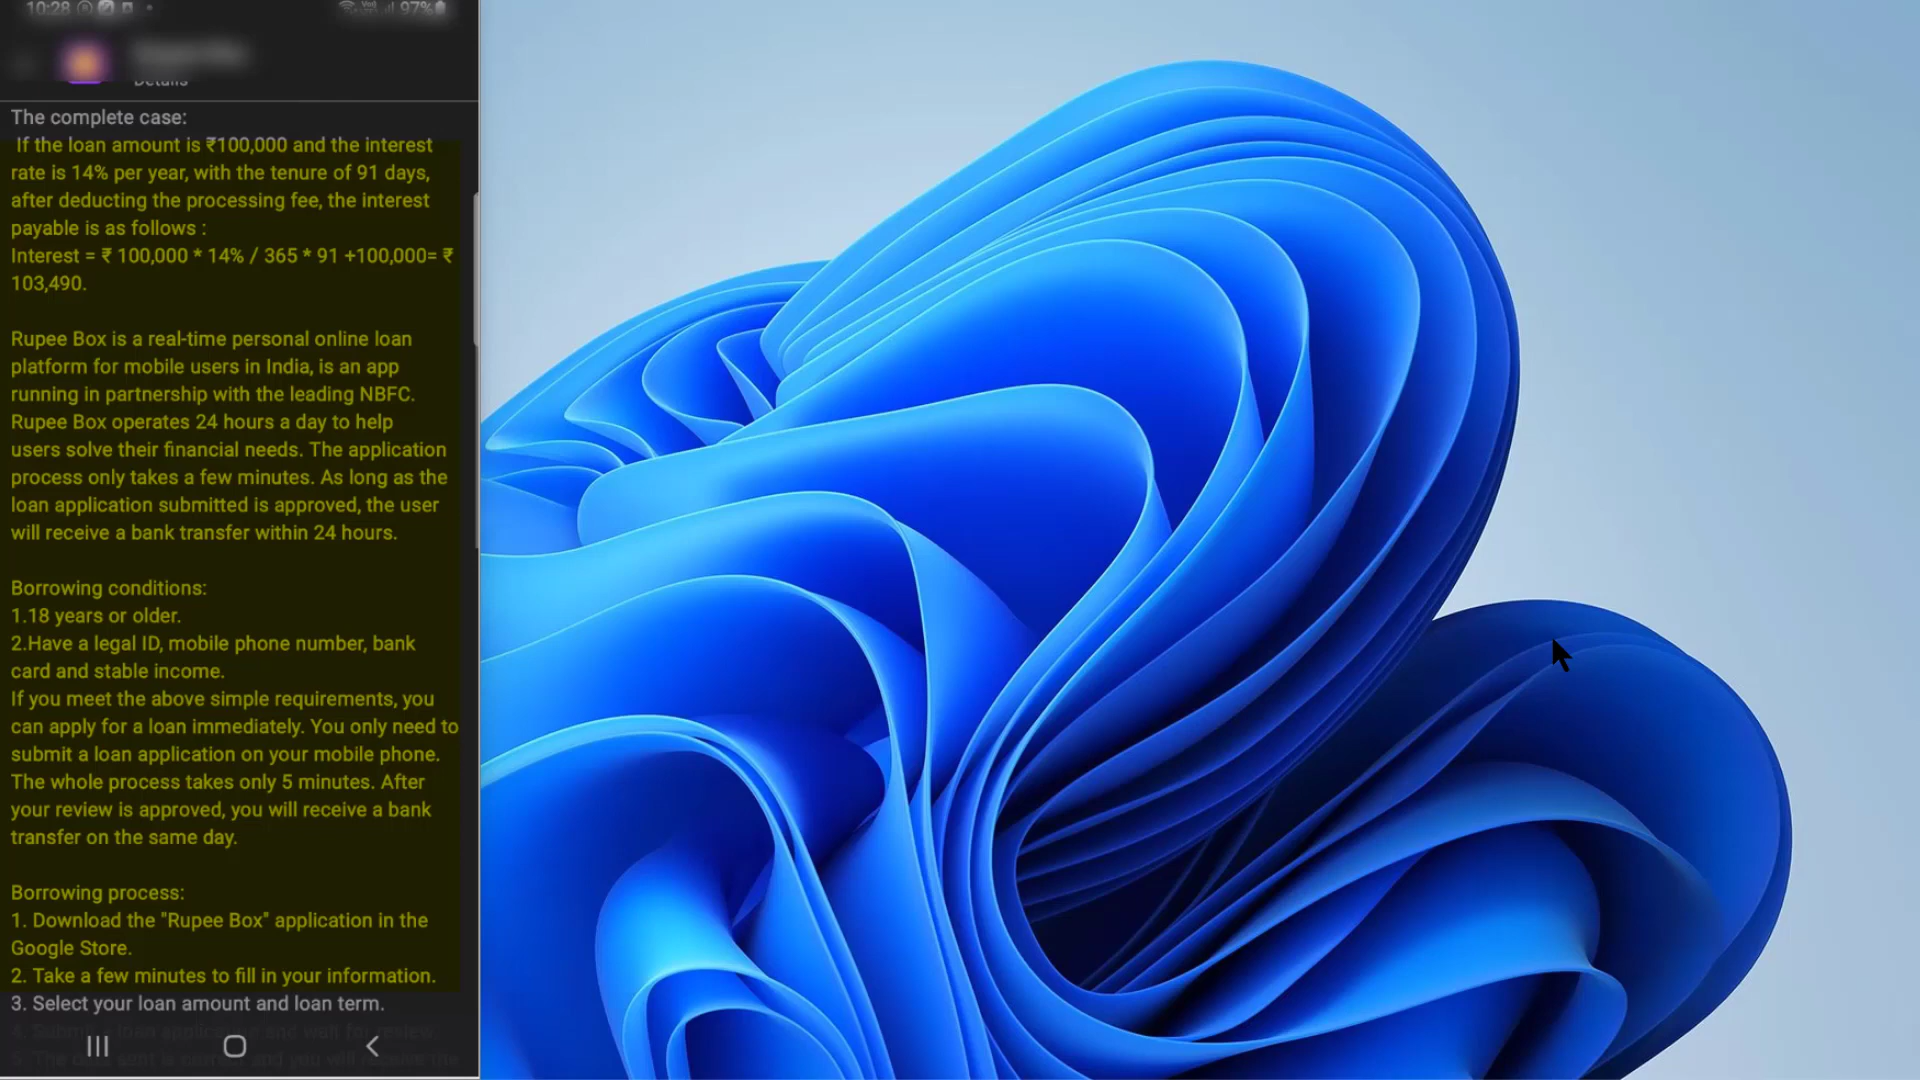 10:28
97%
Details
The complete case:
If the loan amount is ₹100,000 and the interest
rate is 14% per year, with the tenure of 91 days,
after deducting the processing fee, the interest
payable is as follows :
Interest = ₹ 100,000 * 14% / 365 * 91 +100,000= ₹
103,490.
Rupee Box is a real-time personal online loan
platform for mobile users in India, is an app
running in partnership with the leading NBFC.
Rupee Box operates 24 hours a day to help
users solve their financial needs. The application
process only takes a few minutes. As long as the
loan application submitted is approved, the user
will receive a bank transfer within 24 hours.
Borrowing conditions:
1.18 years or older.
2.Have a legal ID, mobile phone number, bank
card and stable income.
If you meet the above simple requirements, you
can apply for a loan immediately. You only need to
submit a loan application on your mobile phone.
The whole process takes only 5 minutes. After
your review is approved, you will receive a bank
transfer on the same day.
Borrowing process:
1. Download the "Rupee Box" application in the
Google Store.
2. Take a few minutes to fill in your information.
3. Select your loan amount and loan term.